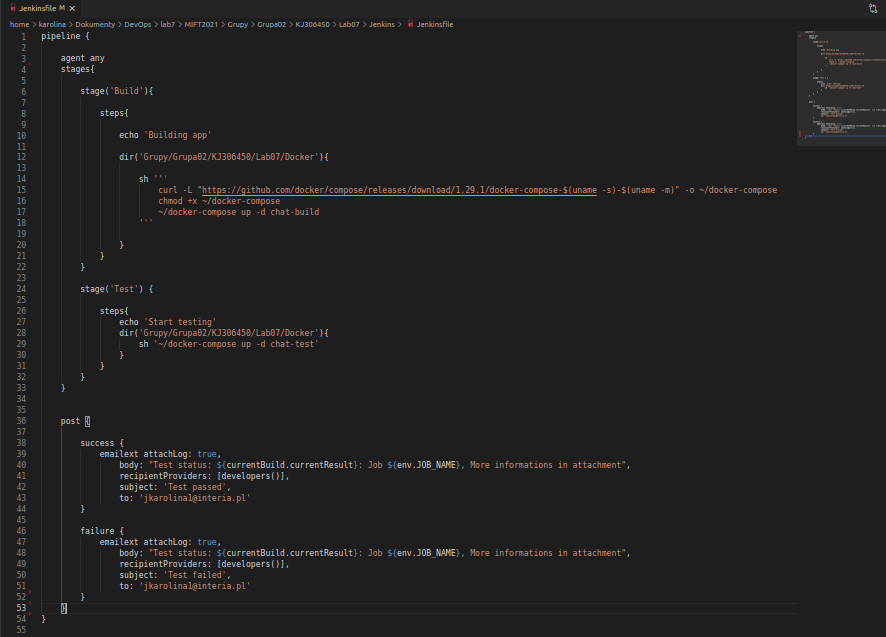 Jenkinsfile M ×
home > karolina > Dokumenty > DevOps > lab7 > MIFT2021 > Grupy > Grupa02 > KJ306450 > Lab07 > Jenkins > Jenkinsfile
1 pipeline {
2
3 agent any
4 stages{
5
6 stage('Build'){
7
8 steps{
9
10 echo 'Building app'
11
12 dir('Grupy/Grupa02/KJ306450/Lab07/Docker'){
13
14 sh '''
15 curl -L "https://github.com/docker/compose/releases/download/1.29.1/docker-compose-$(uname -s)-$(uname -m)" -o ~/docker-compose
16 chmod +x ~/docker-compose
17 ~/docker-compose up -d chat-build
18 '''
19
20 }
21 }
22 }
23
24 stage('Test') {
25
26 steps{
27 echo 'Start testing'
28 dir('Grupy/Grupa02/KJ306450/Lab07/Docker'){
29 sh '~/docker-compose up -d chat-test'
30 }
31 }
32 }
33 }
34
35
36 post {
37
38 success {
39 emailext attachLog: true,
40 body: "Test status: ${currentBuild.currentResult}: Job ${env.JOB_NAME}, More informations in attachment",
41 recipientProviders: [developers()],
42 subject: 'Test passed',
43 to: 'jkarolina1@interia.pl'
44 }
45
46 failure {
47 emailext attachLog: true,
48 body: "Test status: ${currentBuild.currentResult}: Job ${env.JOB_NAME}, More informations in attachment",
49 recipientProviders: [developers()],
50 subject: 'Test failed',
51 to: 'jkarolina1@interia.pl'
52 }
53 }
54 }
55